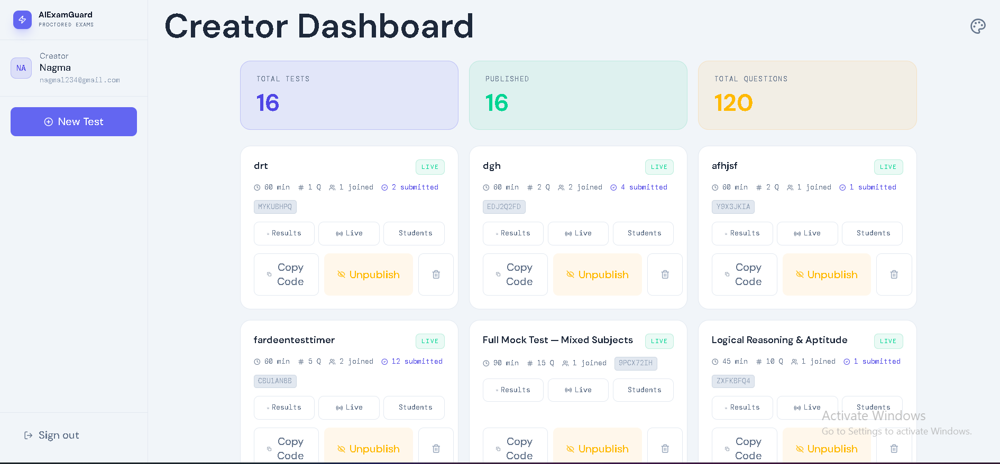 AIExamGuard
PROCTORED EXAMS
Creator
NA
Nagma
nagma1234@gmail.com
New Test
Sign out
Creator Dashboard
TOTAL TESTS
16
PUBLISHED
16
TOTAL QUESTIONS
120
drt
LIVE
60 min # 1 Q 1 joined 2 submitted
MYKUBHPQ
Results Live Students
Copy Code Unpublish
dgh
LIVE
60 min # 2 Q 2 joined 4 submitted
EDJ2Q2FD
Results Live Students
Copy Code Unpublish
afhjsf
LIVE
60 min # 2 Q 1 joined 1 submitted
Y9X3JKIA
Results Live Students
Copy Code Unpublish
fardeentesttimer
LIVE
60 min # 5 Q 2 joined 12 submitted
CBU1AN8B
Results Live Students
Copy Code Unpublish
Full Mock Test — Mixed Subjects
LIVE
90 min # 15 Q 1 joined 9PCX72IH
Results Live Students
Copy Code Unpublish
Logical Reasoning & Aptitude
LIVE
45 min # 10 Q 1 joined 1 submitted
ZXFKBFQ4
Results Live Students
Copy Code Unpublish
Activate Windows
Go to Settings to activate Windows.